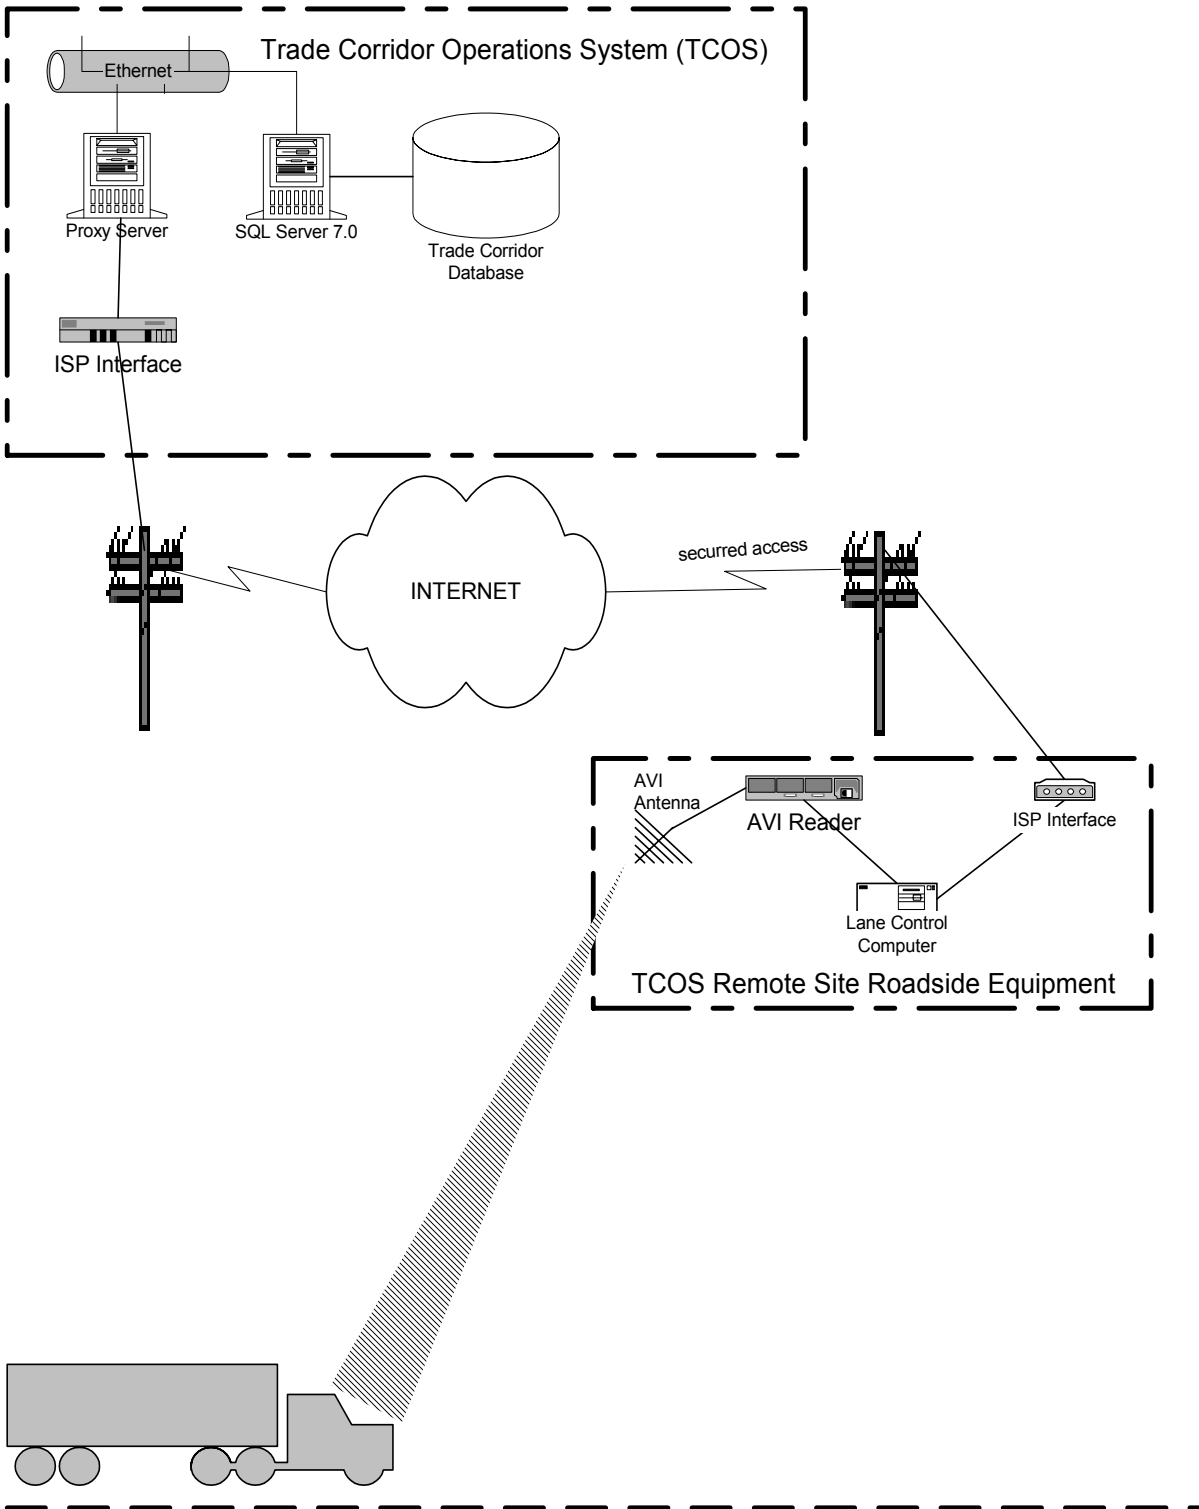 Trade Corridor Operations System (TCOS)
Ethernet
Proxy Server
SQL Server 7.0
Trade Corridor
Database
ISP Interface
securred access
INTERNET
AVI
Antenna
AVI Reader
ISP Interface
Lane Control
Computer
TCOS Remote Site Roadside Equipment